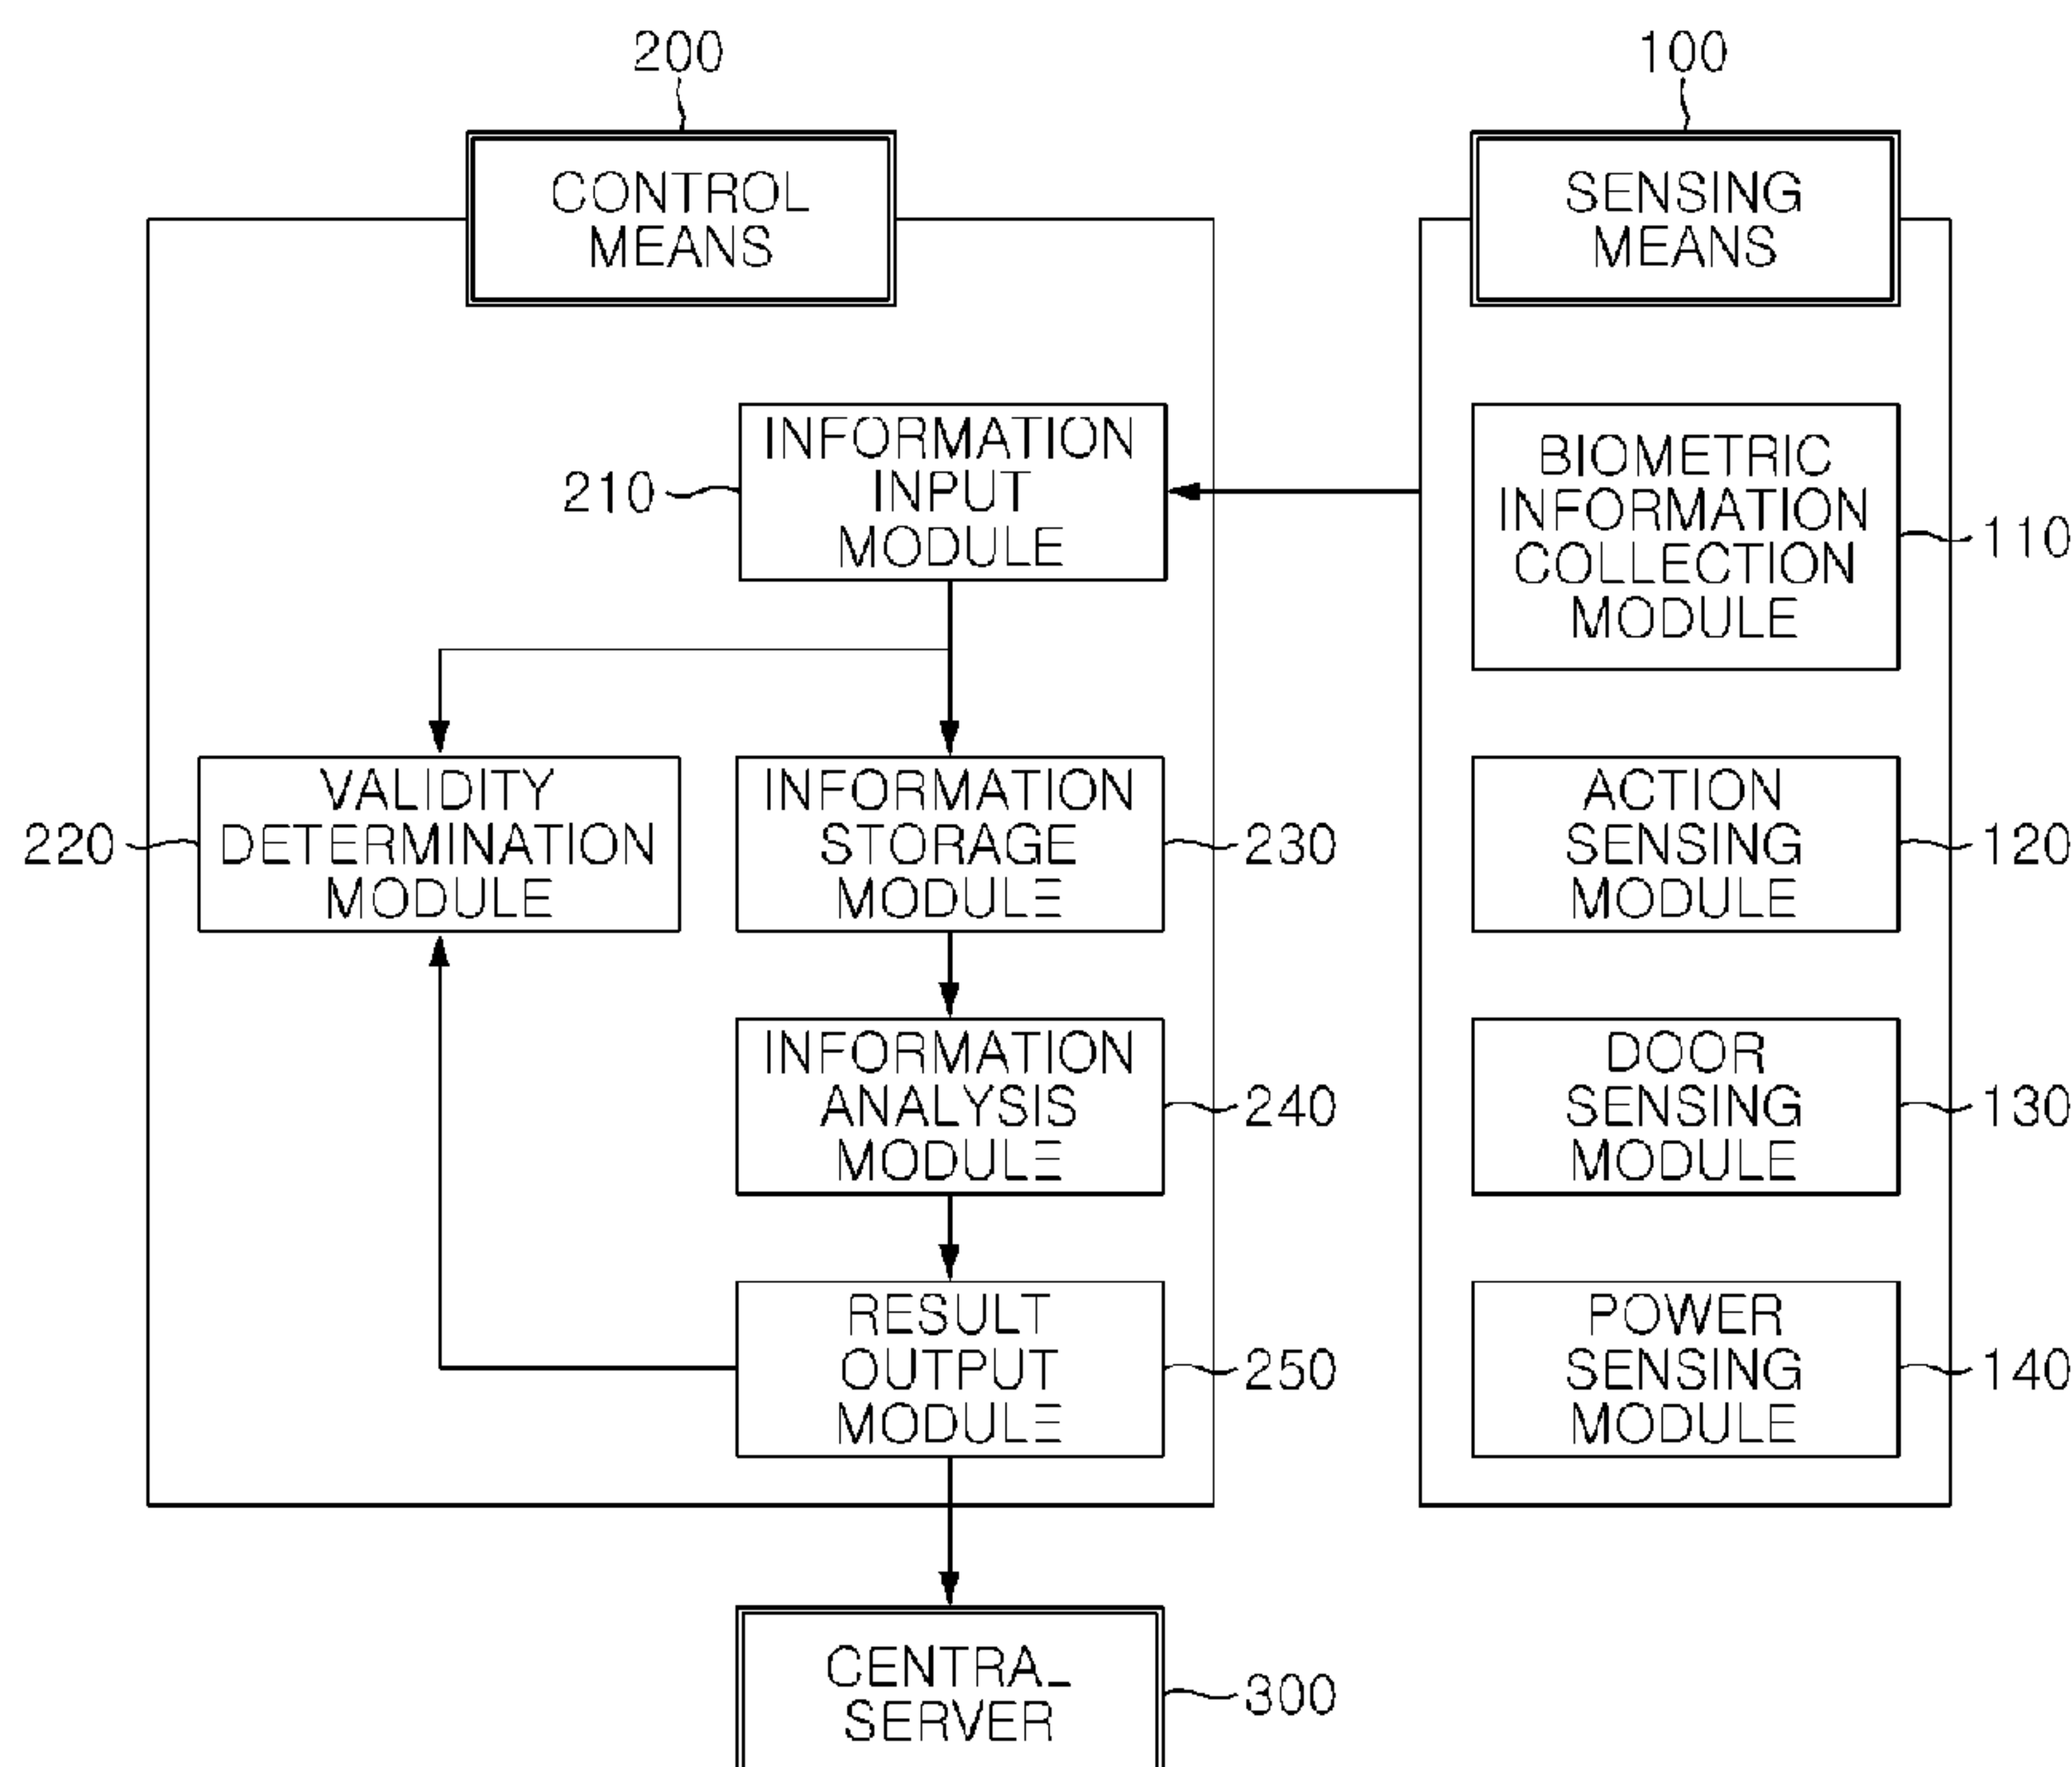 200
100
CONTROL
MEANS
SENSING
MEANS
INFORMATION
INPUT
MODULE
210
BIOMETRIC
INFORMATION
COLLECTION
MODULE
110
VALIDITY
DETERMINATION
MODULE
220
INFORMATION
STORAGE
MODULE
230
ACTION
SENSING
MODULE
120
INFORMATION
ANALYSIS
MODULE
240
DOOR
SENSING
MODULE
130
RESULT
OUTPUT
MODULE
250
POWER
SENSING
MODULE
140
CENTRAL
SERVER
300